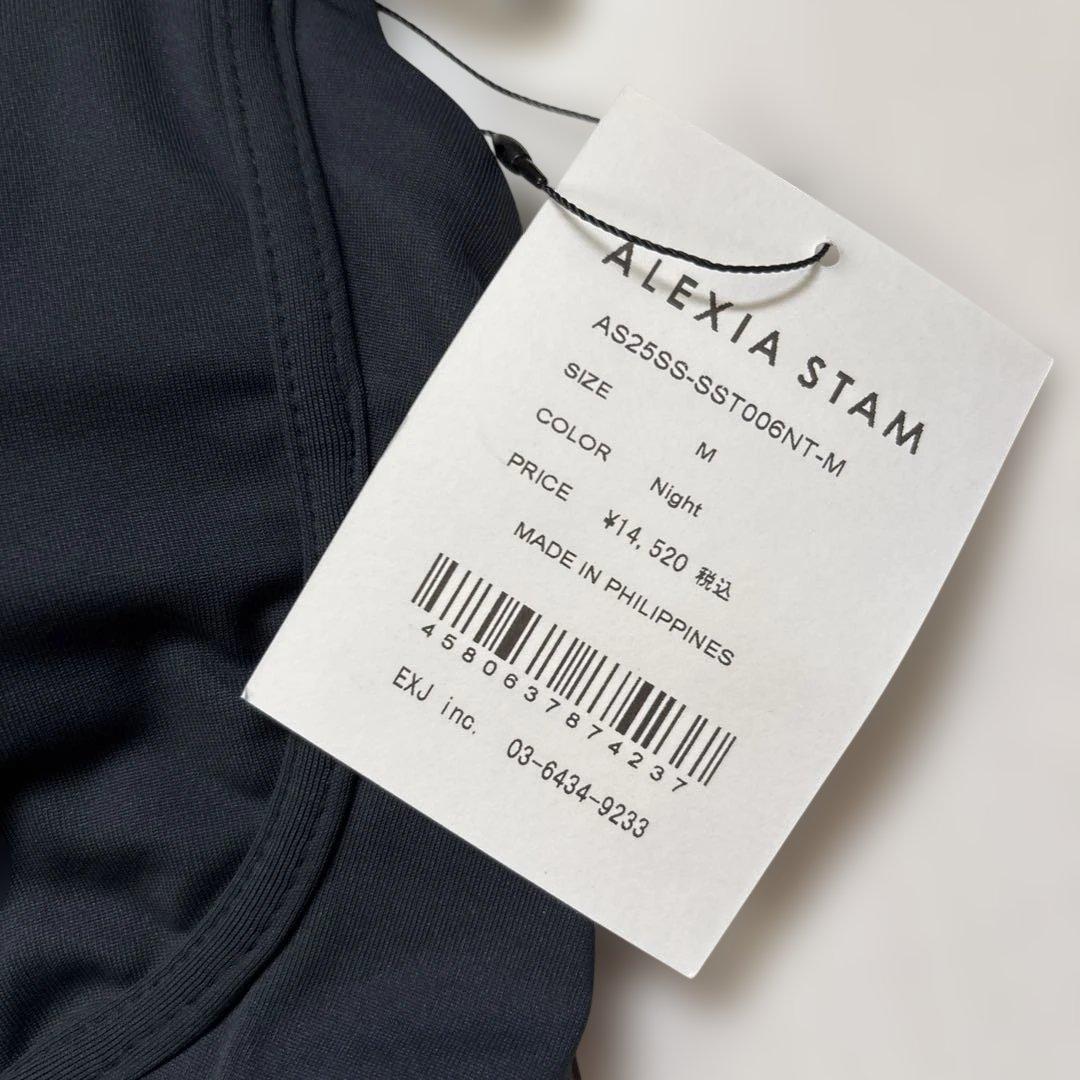 ALEXIA STAM
AS25SS-SST006NT-M
SIZE M
COLOR Night
PRICE ¥14,520 税込
MADE IN PHILIPPINES
4580637874237
EXJ inc. 03-6434-9233